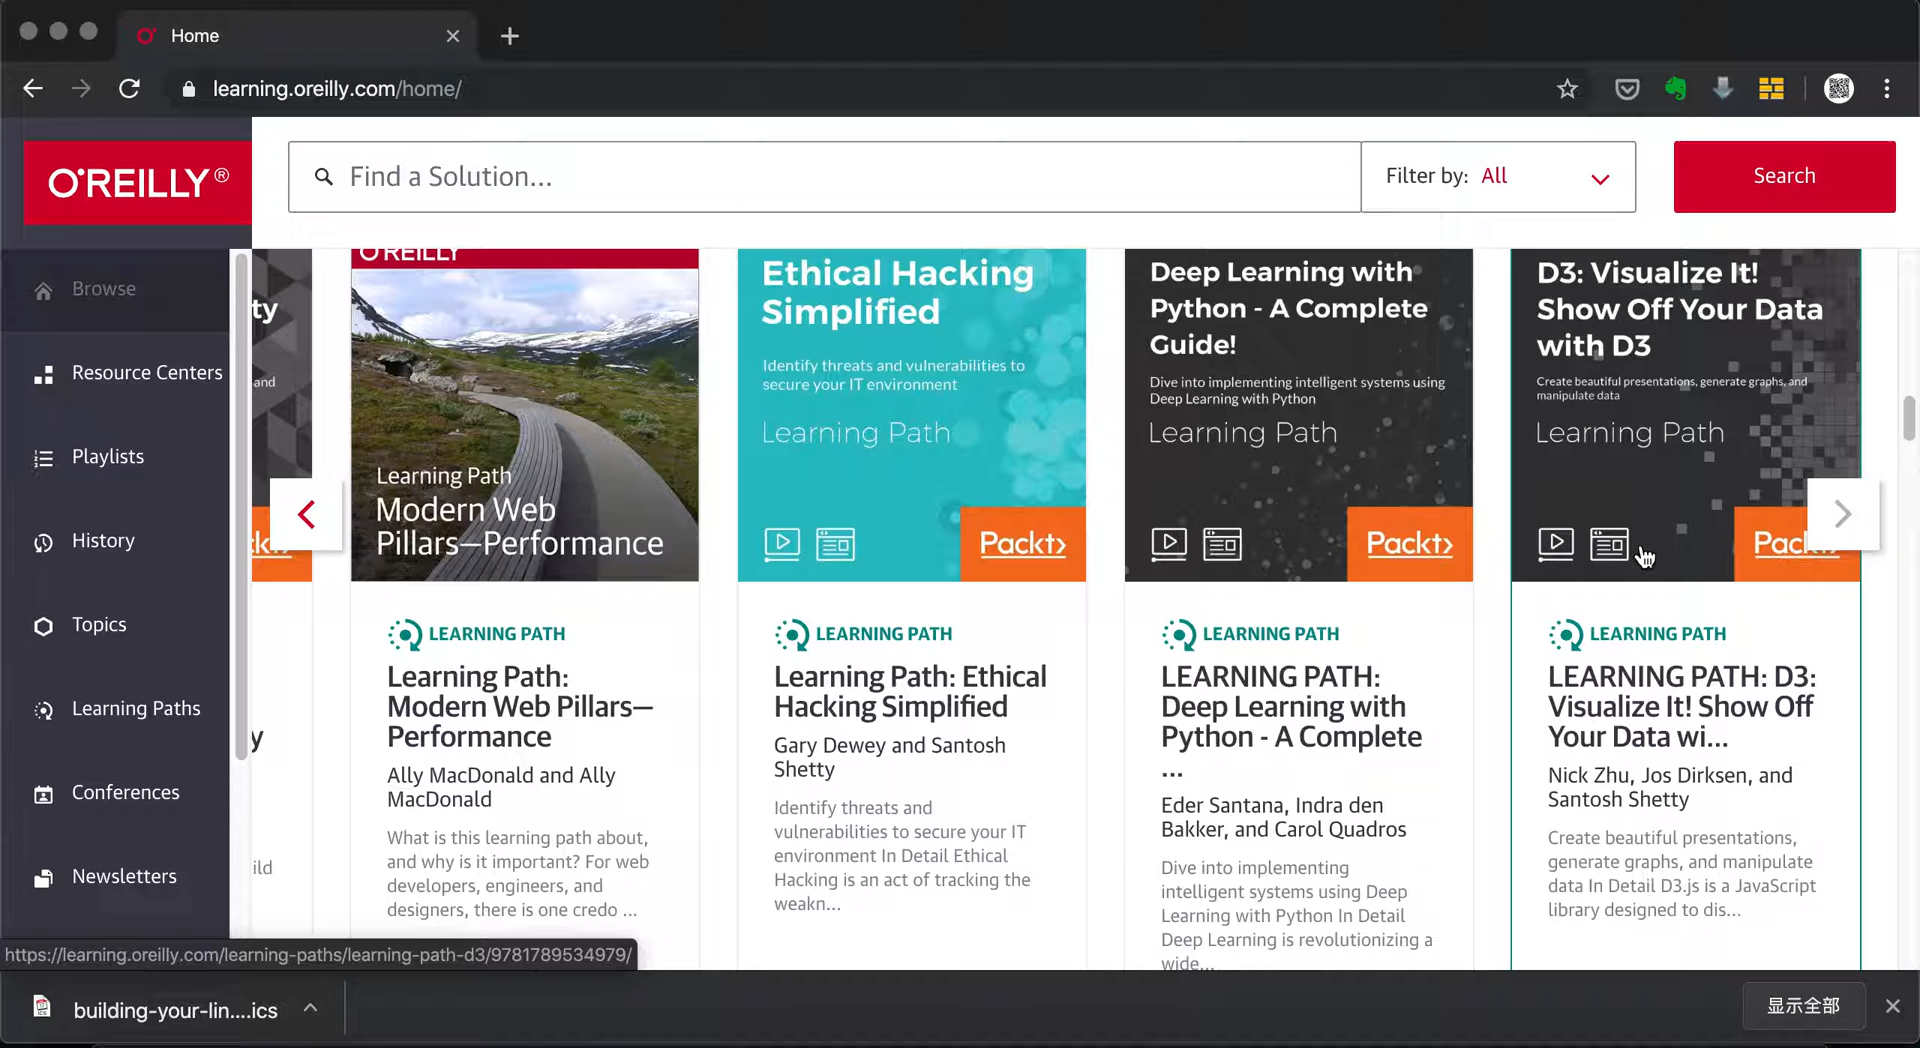 Home
learning.oreilly.com/home/
O'REILLY®
Find a Solution...
Filter by: All
Search
Browse
Resource Centers
Playlists
History
Topics
Learning Paths
Conferences
Newsletters
ty
and
y
ild
O'REILLY
Learning Path
Modern Web
Pillars—Performance
LEARNING PATH
Learning Path:
Modern Web Pillars—
Performance
Ally MacDonald and Ally
MacDonald
What is this learning path about,
and why is it important? For web
developers, engineers, and
designers, there is one credo ...
Ethical Hacking
Simplified
Identify threats and vulnerabilities to
secure your IT environment
Learning Path
Packt>
LEARNING PATH
Learning Path: Ethical
Hacking Simplified
Gary Dewey and Santosh
Shetty
Identify threats and
vulnerabilities to secure your IT
environment In Detail Ethical
Hacking is an act of tracking the
weakn...
Deep Learning with
Python - A Complete
Guide!
Dive into implementing intelligent systems using
Deep Learning with Python
Learning Path
Packt>
LEARNING PATH
LEARNING PATH:
Deep Learning with
Python - A Complete
...
Eder Santana, Indra den
Bakker, and Carol Quadros
Dive into implementing
intelligent systems using Deep
Learning with Python In Detail
Deep Learning is revolutionizing a
wide...
D3: Visualize It!
Show Off Your Data
with D3
Create beautiful presentations, generate graphs, and
manipulate data
Learning Path
Packt
LEARNING PATH
LEARNING PATH: D3:
Visualize It! Show Off
Your Data wi...
Nick Zhu, Jos Dirksen, and
Santosh Shetty
Create beautiful presentations,
generate graphs, and manipulate
data In Detail D3.js is a JavaScript
library designed to dis...
https://learning.oreilly.com/learning-paths/learning-path-d3/9781789534979/
building-your-lin....ics
显示全部